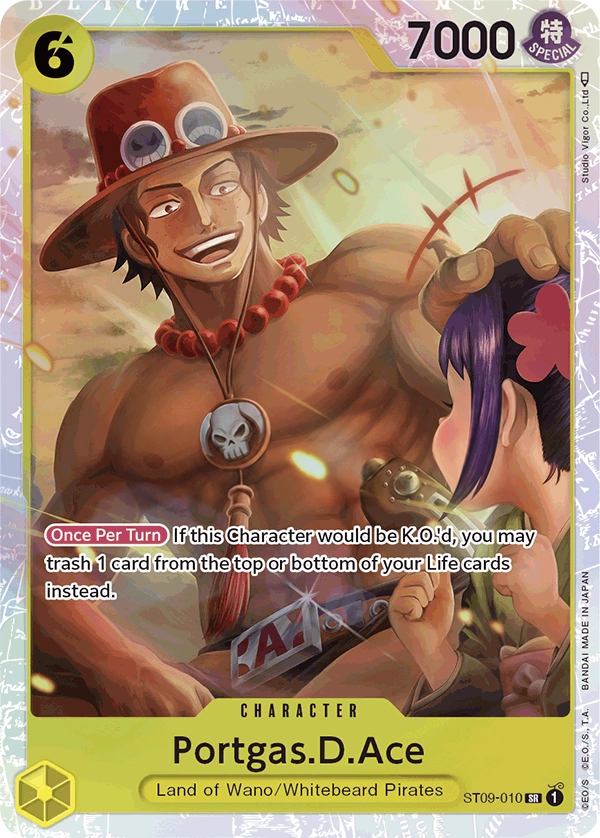 6
7000
特
SPECIAL
Studio Vigor Co.,Ltd
Once Per Turn If this Character would be K.O.'d, you may
trash 1 card from the top or bottom of your Life cards
instead.
CHARACTER
Portgas.D.Ace
Land of Wano/Whitebeard Pirates
ST09-010 SR 1
©E.O/S ©E.O./S., T.A. BANDAI MADE IN JAPAN